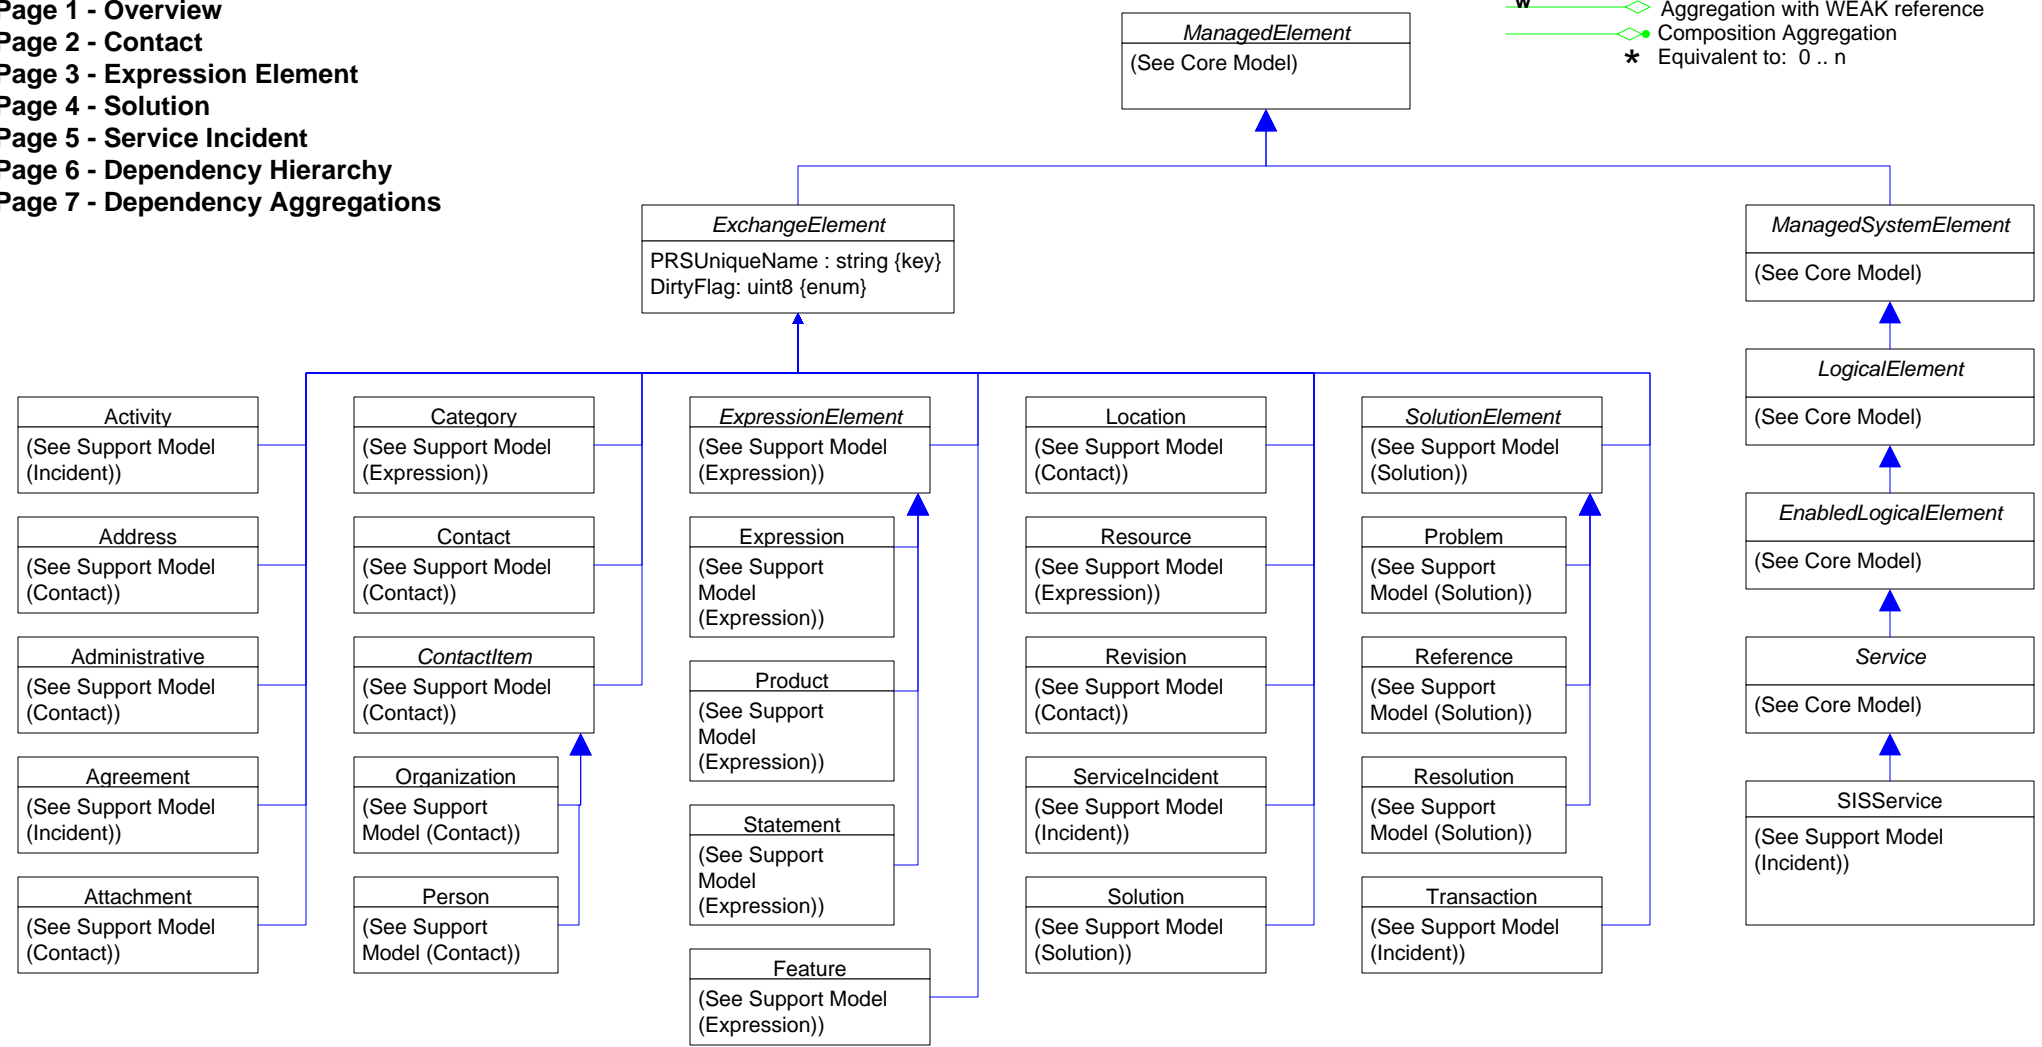 Page 1 - Overview
Page 2 - Contact
Page 3 - Expression Element
Page 4 - Solution
Page 5 - Service Incident
Page 6 - Dependency Hierarchy
Page 7 - Dependency Aggregations
w
Aggregation with WEAK reference
Composition Aggregation
* Equivalent to: 0 .. n
ManagedElement
(See Core Model)
ExchangeElement
PRSUniqueName : string {key}
DirtyFlag: uint8 {enum}
ManagedSystemElement
(See Core Model)
LogicalElement
(See Core Model)
EnabledLogicalElement
(See Core Model)
Service
(See Core Model)
SISService
(See Support Model
(Incident))
Activity
(See Support Model
(Incident))
Address
(See Support Model
(Contact))
Administrative
(See Support Model
(Contact))
Agreement
(See Support Model
(Incident))
Attachment
(See Support Model
(Contact))
Category
(See Support Model
(Expression))
Contact
(See Support Model
(Contact))
ContactItem
(See Support Model
(Contact))
Organization
(See Support
Model (Contact))
Person
(See Support
Model (Contact))
ExpressionElement
(See Support Model
(Expression))
Expression
(See Support
Model
(Expression))
Product
(See Support
Model
(Expression))
Statement
(See Support
Model
(Expression))
Feature
(See Support Model
(Expression))
Location
(See Support Model
(Contact))
Resource
(See Support Model
(Expression))
Revision
(See Support Model
(Contact))
ServiceIncident
(See Support Model
(Incident))
Solution
(See Support Model
(Solution))
SolutionElement
(See Support Model
(Solution))
Problem
(See Support
Model (Solution))
Reference
(See Support
Model (Solution))
Resolution
(See Support
Model (Solution))
Transaction
(See Support Model
(Incident))